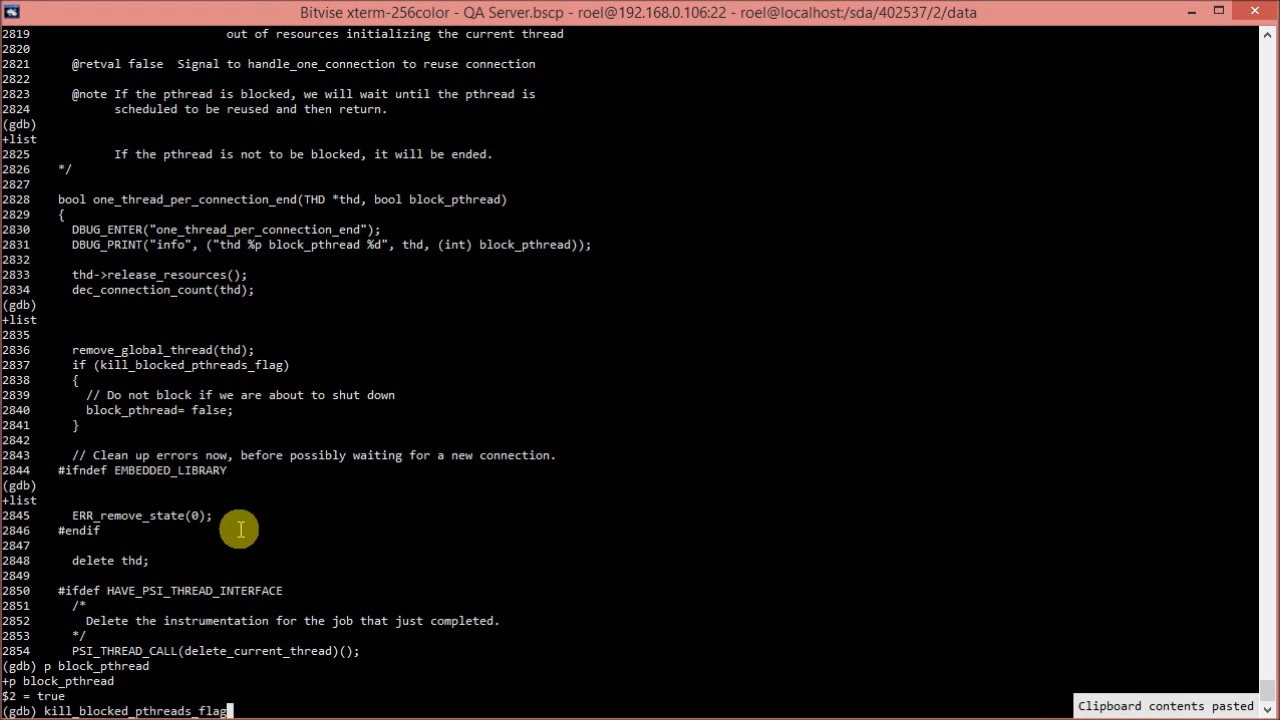 Bitvise xterm-256color - QA Server.bscp - roel@192.168.0.106:22 - roel@localhost:/sda/402537/2/data
2819 out of resources initializing the current thread
2820
2821 @retval false Signal to handle_one_connection to reuse connection
2822
2823 @note If the pthread is blocked, we will wait until the pthread is
2824 scheduled to be reused and then return.
(gdb)
+list
2825 If the pthread is not to be blocked, it will be ended.
2826 */
2827
2828 bool one_thread_per_connection_end(THD *thd, bool block_pthread)
2829 {
2830 DBUG_ENTER("one_thread_per_connection_end");
2831 DBUG_PRINT("info", ("thd %p block_pthread %d", thd, (int) block_pthread));
2832
2833 thd->release_resources();
2834 dec_connection_count(thd);
(gdb)
+list
2835
2836 remove_global_thread(thd);
2837 if (kill_blocked_pthreads_flag)
2838 {
2839 // Do not block if we are about to shut down
2840 block_pthread= false;
2841 }
2842
2843 // Clean up errors now, before possibly waiting for a new connection.
2844 #ifndef EMBEDDED_LIBRARY
(gdb)
+list
2845 ERR_remove_state(0);
2846 #endif
2847
2848 delete thd;
2849
2850 #ifdef HAVE_PSI_THREAD_INTERFACE
2851 /*
2852 Delete the instrumentation for the job that just completed.
2853 */
2854 PSI_THREAD_CALL(delete_current_thread)();
(gdb) p block_pthread
+p block_pthread
$2 = true
(gdb) kill_blocked_pthreads_flag
Clipboard contents pasted